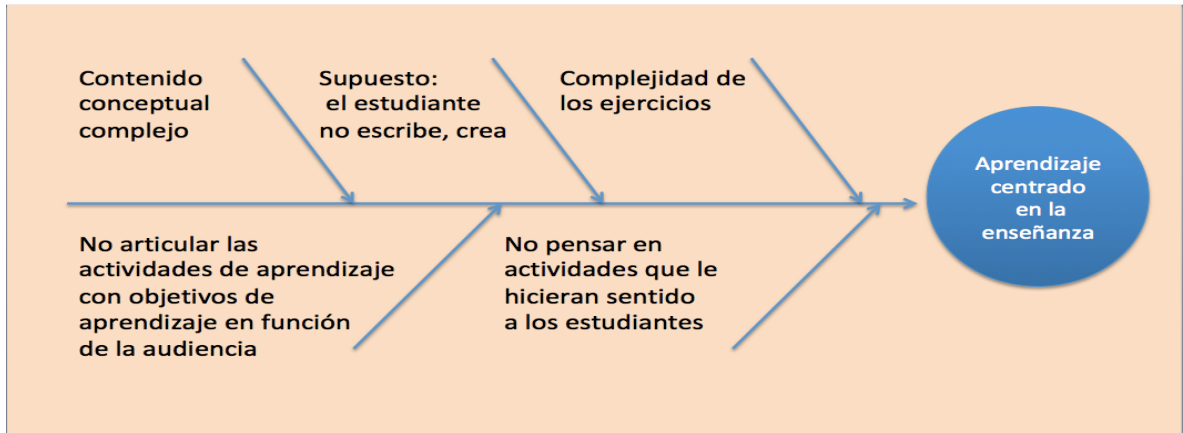 Contenido
conceptual
complejo
Supuesto:
el estudiante
no escribe, crea
Complejidad de
los ejercicios
Aprendizaje
centrado
en la
enseñanza
No articular las
actividades de aprendizaje
con objetivos de
aprendizaje en función
de la audiencia
No pensar en
actividades que le
hicieran sentido
a los estudiantes